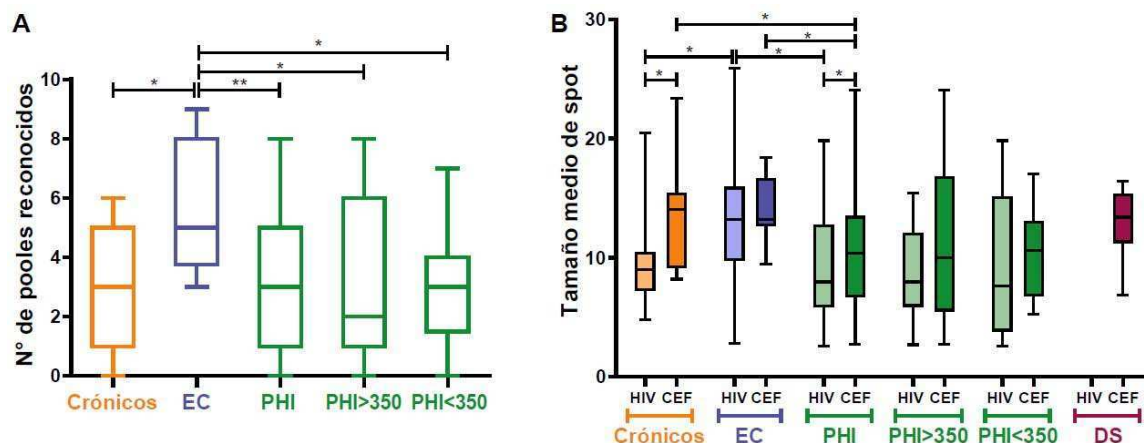 A
N° de pooles reconocidos
10
8
6
4
2
0
*
*
**
*
Crónicos EC PHI PHI>350 PHI<350
B
Tamaño medio de spot
30
20
10
0
*
*
*
*
*
*
HIV CEF HIV CEF HIV CEF HIV CEF HIV CEF HIV CEF
Crónicos EC PHI PHI>350 PHI<350 DS